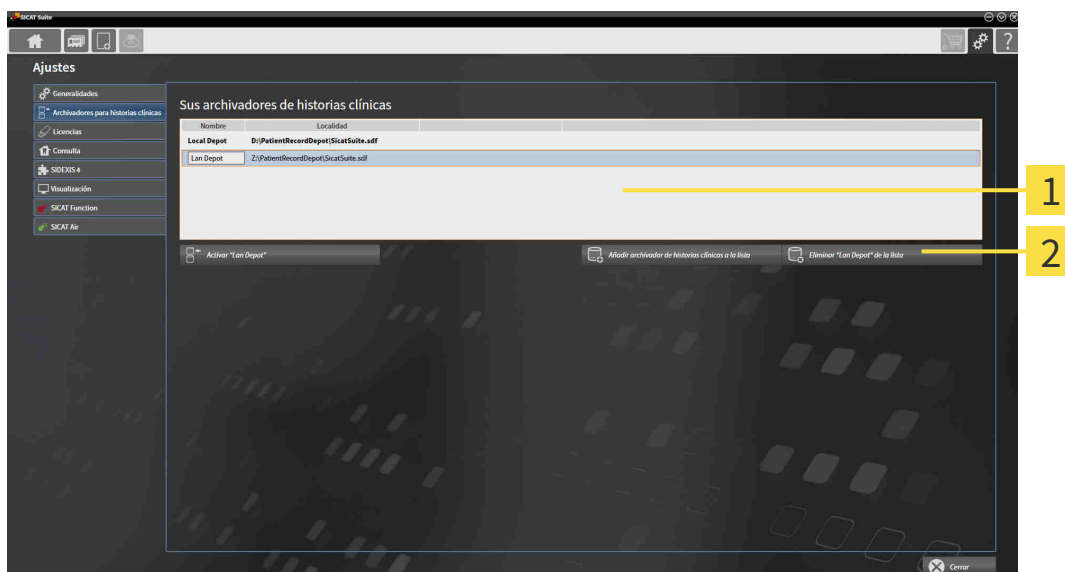 SICAT Suite
?
Ajustes
Generalidades
Archivadores para historias clínicas
Licencias
Consulta
SIDEXIS 4
Visualización
SICAT Function
SICAT Air
Sus archivadores de historias clínicas
Nombre Localidad
Local Depot D:\PatientRecordDepot\SicatSuite.sdf
Lan Depot Z:\PatientRecordDepot\SicatSuite.sdf
1
Activar "Lan Depot" Añadir archivador de historias clínicas a la lista Eliminar "Lan Depot" de la lista
2
Cerrar